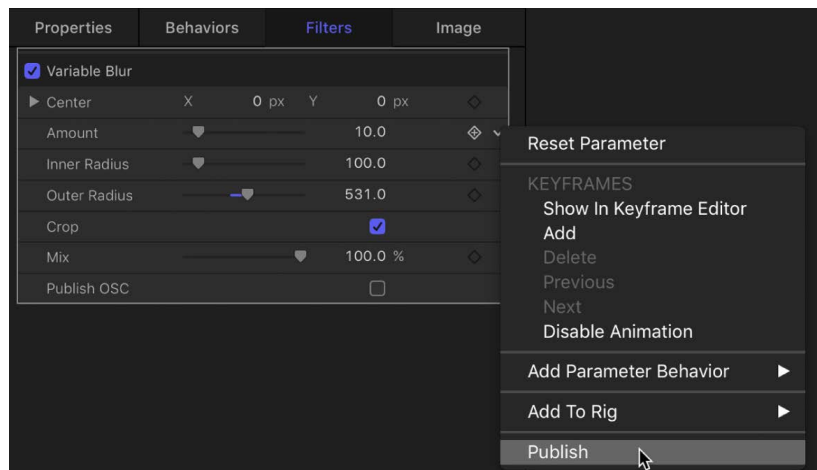 Properties Behaviors Filters Image
Variable Blur
Center X 0 px Y 0 px
Amount 10.0
Inner Radius 100.0
Outer Radius 531.0
Crop
Mix 100.0 %
Publish OSC
Reset Parameter
KEYFRAMES
Show In Keyframe Editor
Add
Delete
Previous
Next
Disable Animation
Add Parameter Behavior
Add To Rig
Publish